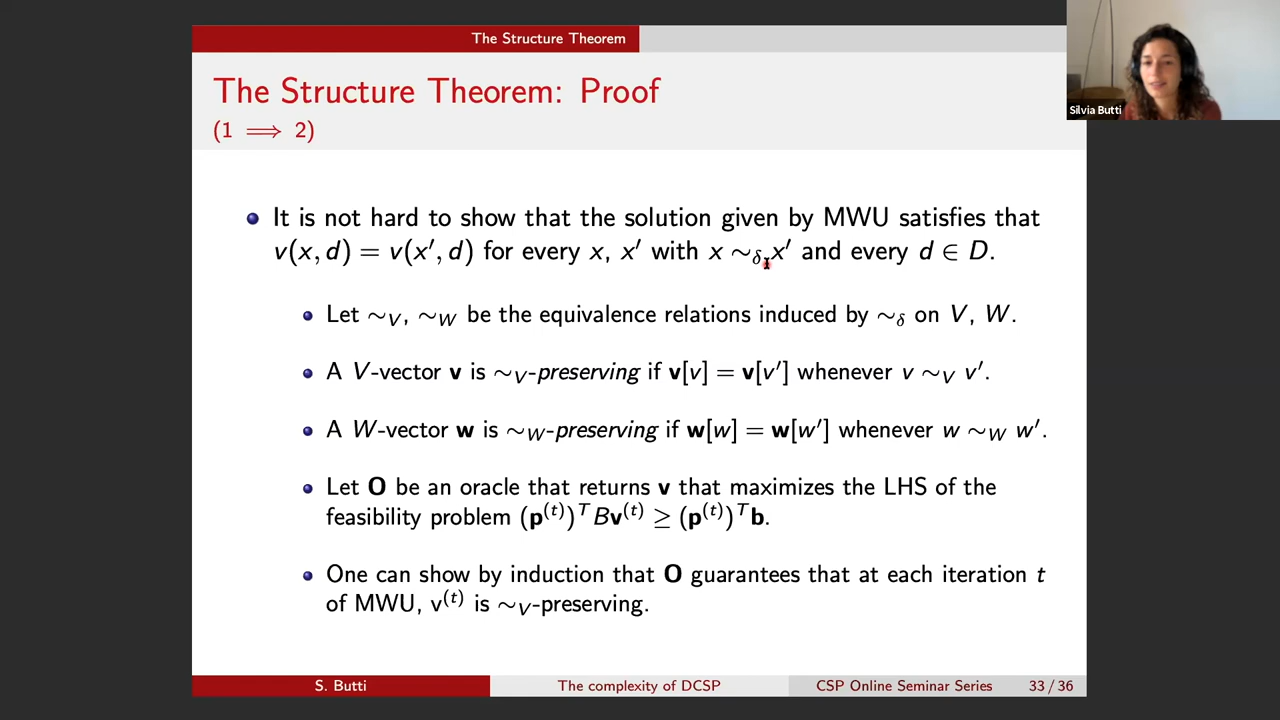 The Structure Theorem
The Structure Theorem: Proof
(1 ⟹ 2)
Silvia Butti
It is not hard to show that the solution given by MWU satisfies that
v(x, d) = v(x′, d) for every x, x′ with x ∼δ x′ and every d ∈ D.
Let ∼V, ∼W be the equivalence relations induced by ∼δ on V, W.
A V-vector v is ∼V-preserving if v[v] = v[v′] whenever v ∼V v′.
A W-vector w is ∼W-preserving if w[w] = w[w′] whenever w ∼W w′.
Let O be an oracle that returns v that maximizes the LHS of the
feasibility problem (p^(t))^T Bv^(t) ≥ (p^(t))^T b.
One can show by induction that O guarantees that at each iteration t
of MWU, v^(t) is ∼V-preserving.
S. Butti
The complexity of DCSP
CSP Online Seminar Series
33 / 36